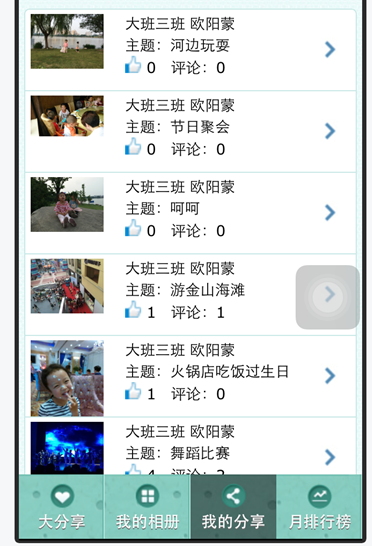 大班三班 欧阳蒙
主题：河边玩耍
0 评论：0
大班三班 欧阳蒙
主题：节日聚会
0 评论：0
大班三班 欧阳蒙
主题：呵呵
0 评论：0
大班三班 欧阳蒙
主题：游金山海滩
1 评论：1
大班三班 欧阳蒙
主题：火锅店吃饭过生日
1 评论：0
大班三班 欧阳蒙
主题：舞蹈比赛
大分享 我的相册 我的分享 月排行榜